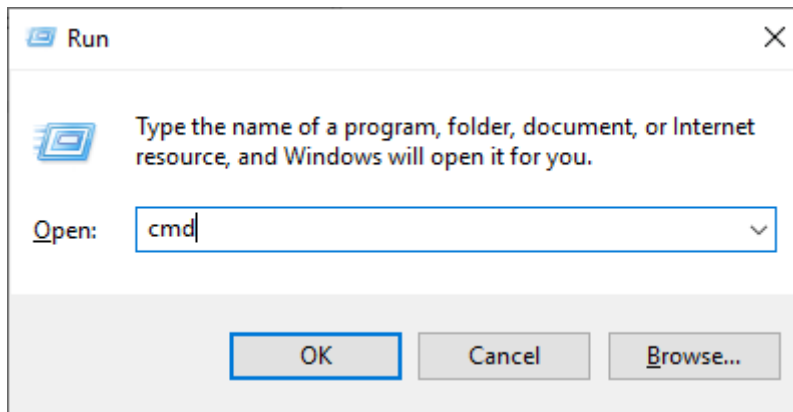 Run
Type the name of a program, folder, document, or Internet
resource, and Windows will open it for you.
Open: cmd
OK Cancel Browse...